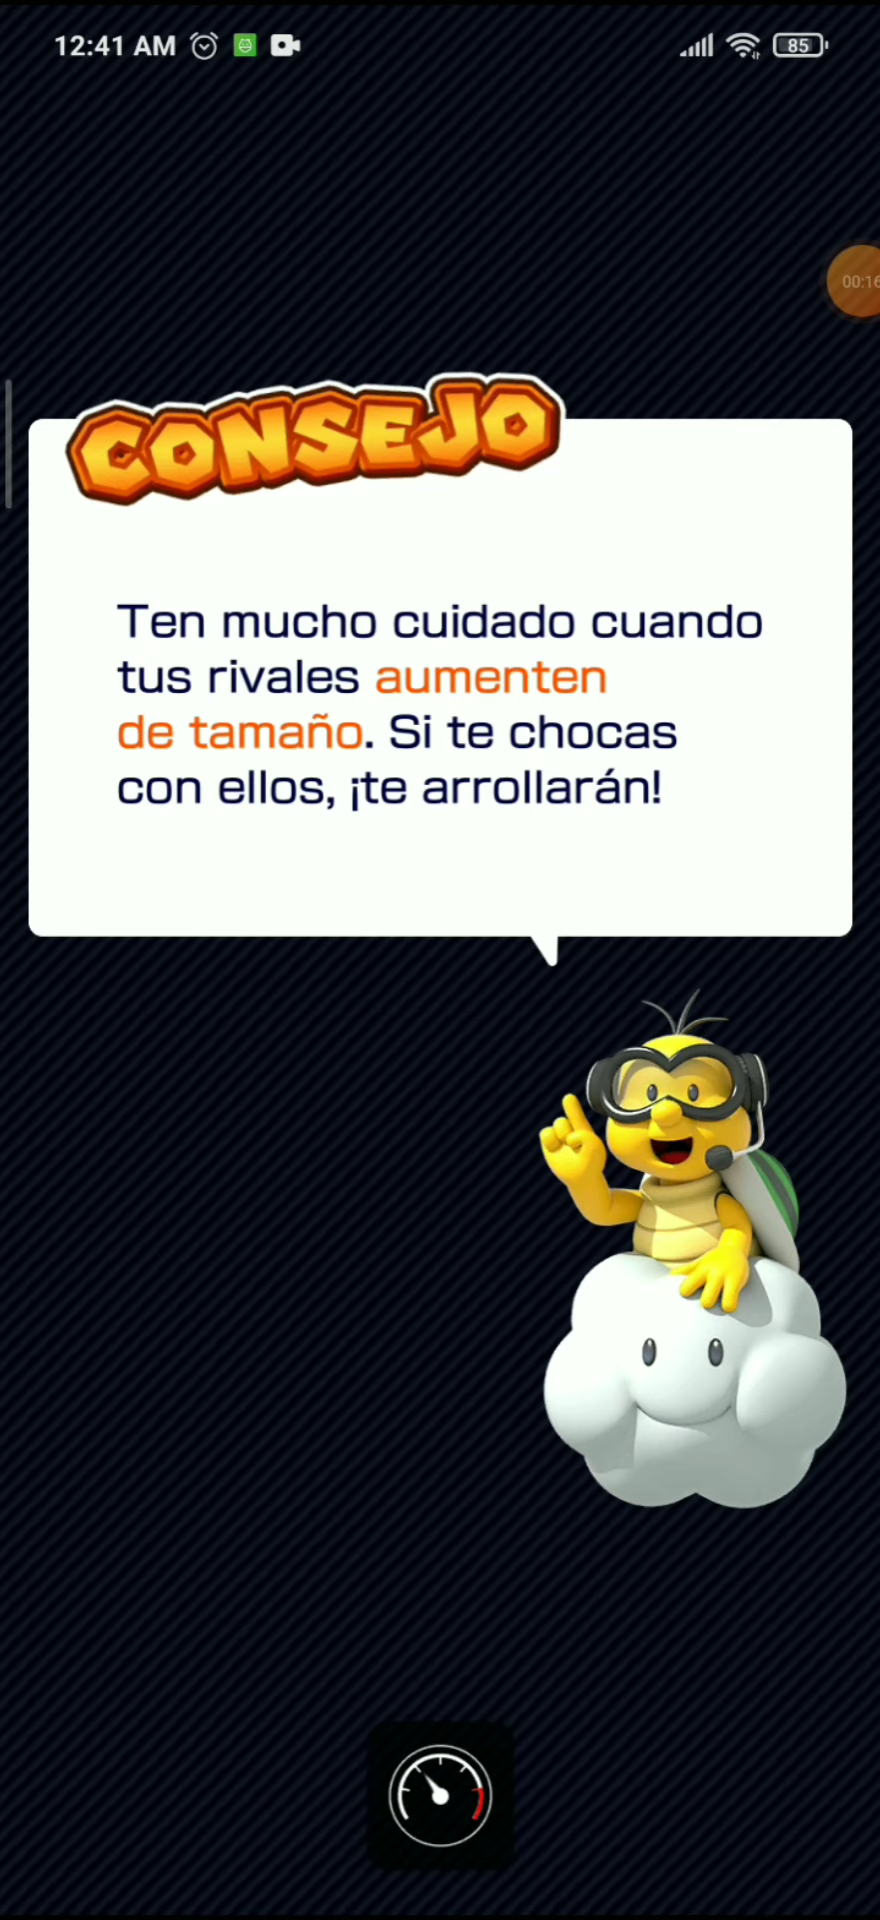 12:41 AM
85
00:16
CONSEJO
Ten mucho cuidado cuando
tus rivales aumenten
de tamaño. Si te chocas
con ellos, ¡te arrollarán!